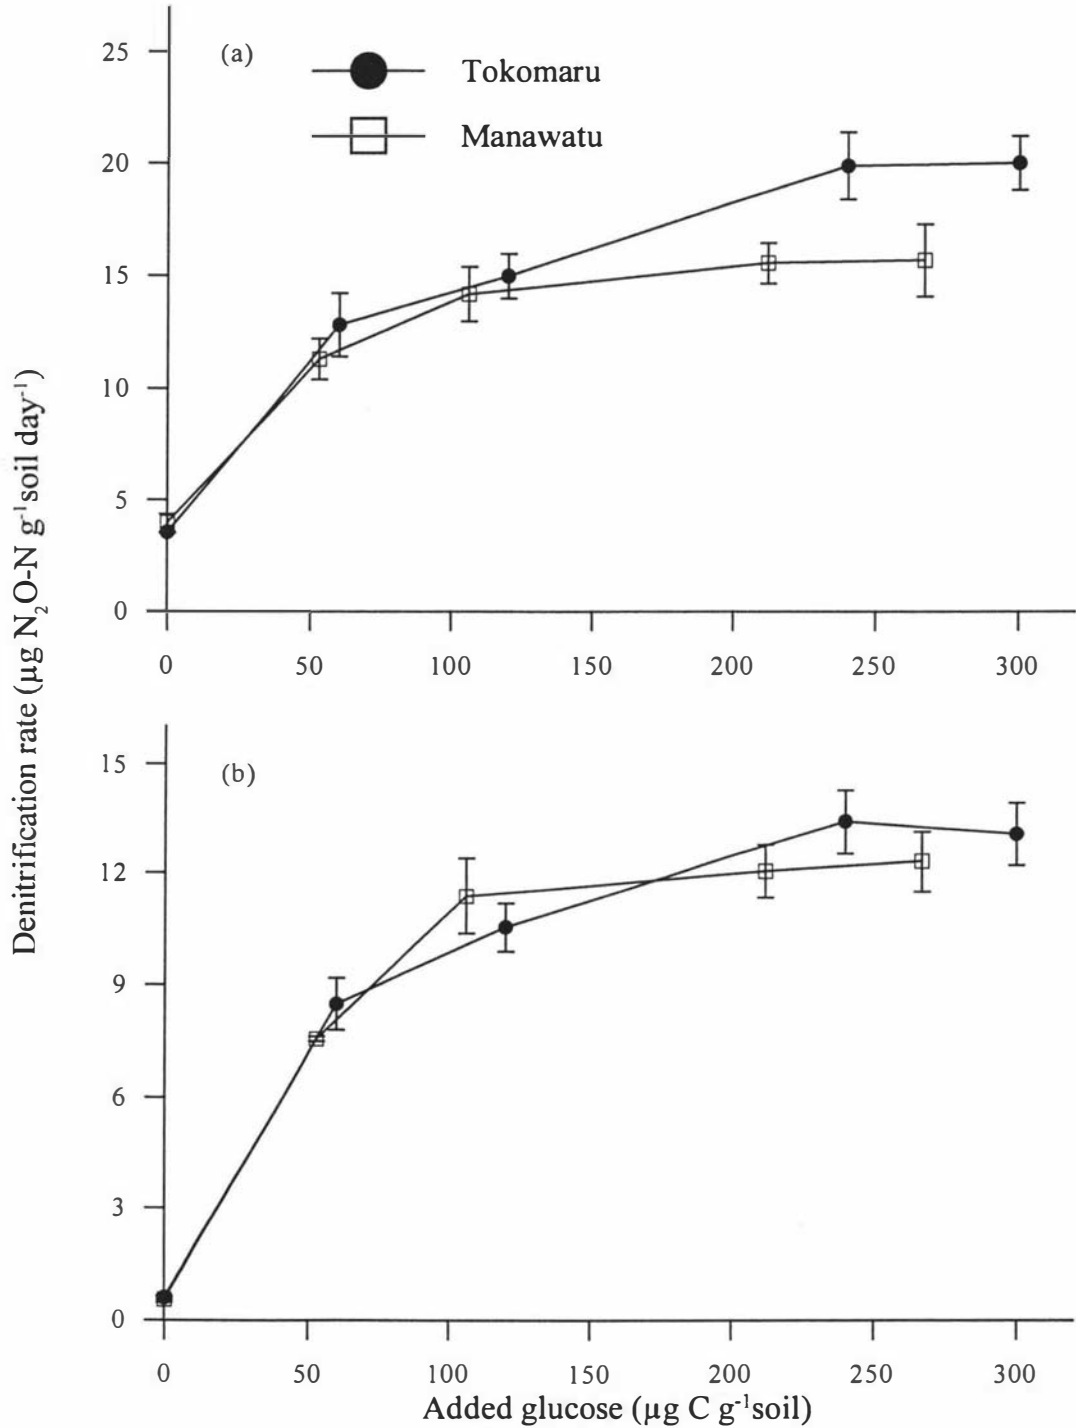 (a)
Tokomaru
Manawatu
25
20
15
10
5
0
0 50 100 150 200 250 300
Denitrification rate (µg N₂O-N g⁻¹soil day⁻¹)
(b)
15
12
9
6
3
0
0 50 100 150 200 250 300
Added glucose (µg C g⁻¹soil)